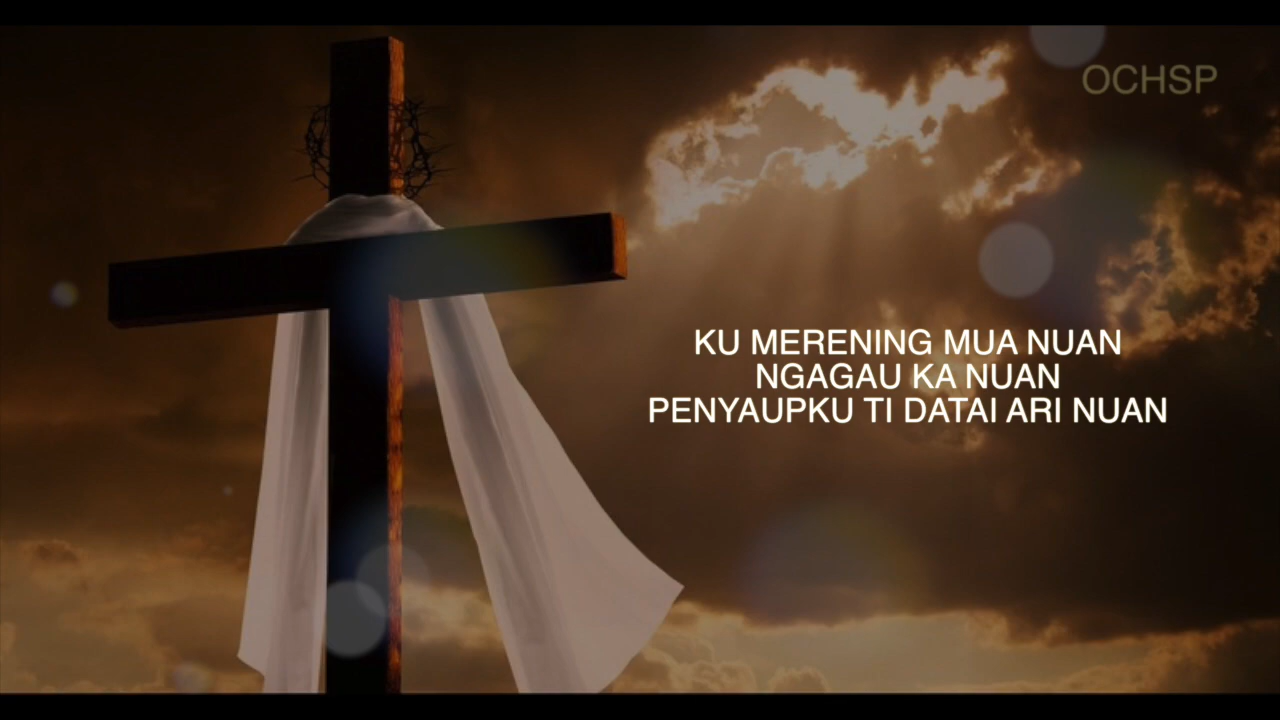 OCHSP
KU MERENING MUA NUAN
NGAGAU KA NUAN
PENYAUPKU TI DATAI ARI NUAN